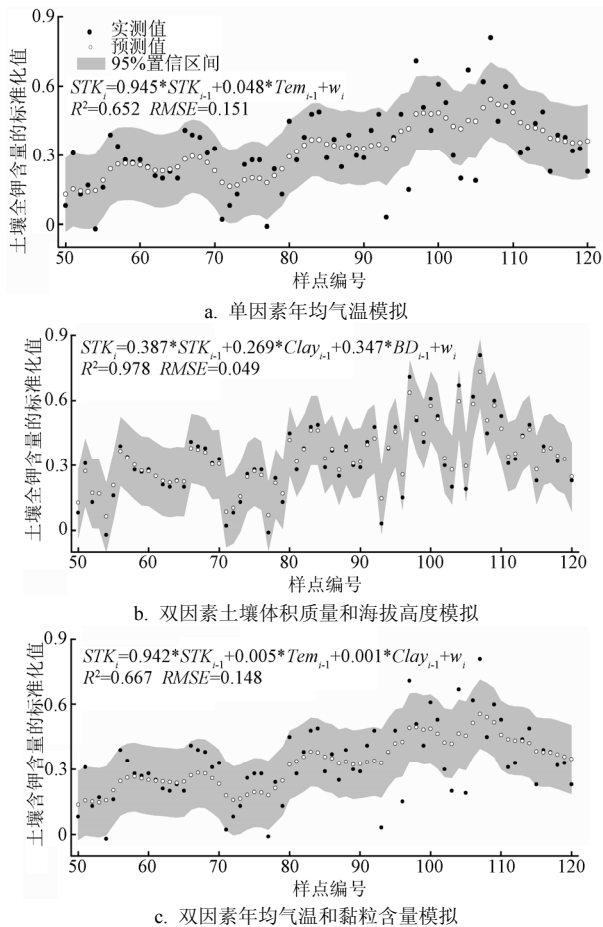 0.9
实测值
预测值
95%置信区间
0.6
STKi=0.945*STKi-1+0.048*Temi-1+wi
R²=0.652 RMSE=0.151
0.3
0
土壤全钾含量的标准化值
50 60 70 80 90 100 110 120
样点编号
a. 单因素年均气温模拟
0.9
STKi=0.387*STKi-1+0.269*Clayi-1+0.347*BDi-1+wi
R²=0.978 RMSE=0.049
0.6
0.3
0
土壤全钾含量的标准化值
50 60 70 80 90 100 110 120
样点编号
b. 双因素土壤体积质量和海拔高度模拟
0.9
STKi=0.942*STKi-1+0.005*Temi-1+0.001*Clayi-1+wi
R²=0.667 RMSE=0.148
0.6
0.3
0
土壤含钾含量的标准化值
50 60 70 80 90 100 110 120
样点编号
c. 双因素年均气温和黏粒含量模拟